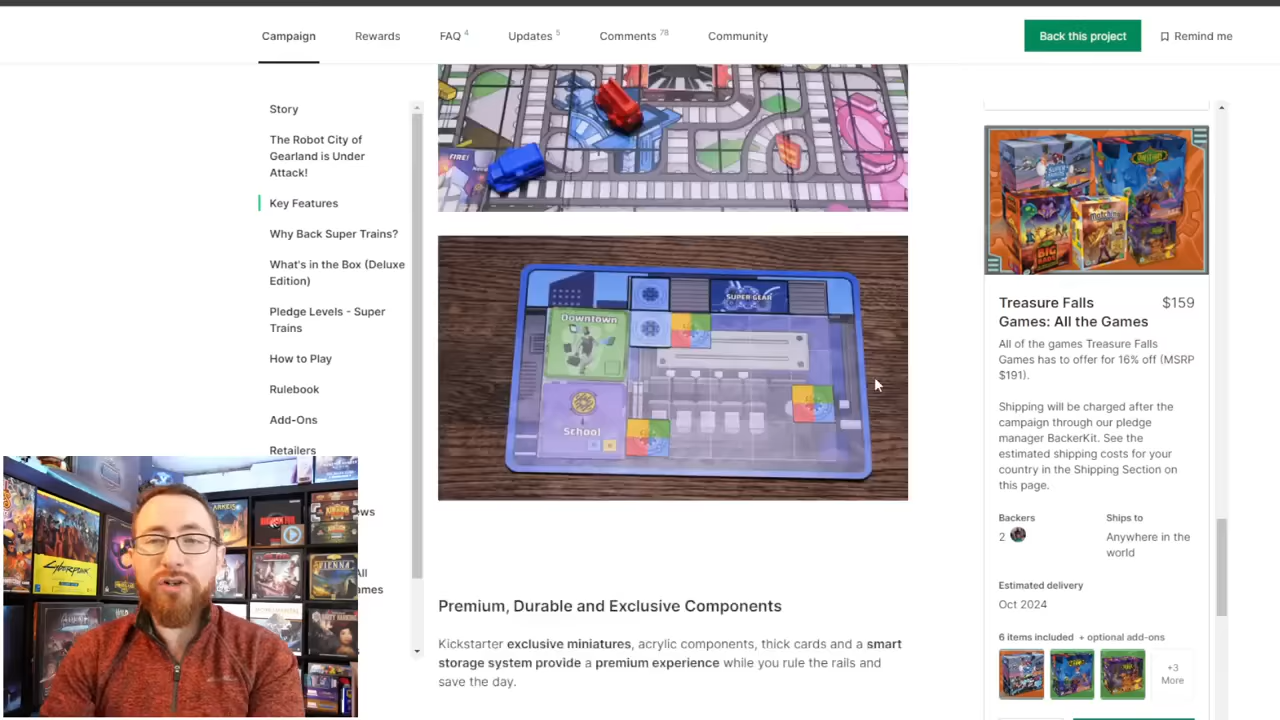 Campaign
Rewards
FAQ 4
Updates 5
Comments 78
Community
Back this project
Remind me
Story
The Robot City of
Gearland is Under
Attack!
Key Features
Why Back Super Trains?
What's in the Box (Deluxe
Edition)
Pledge Levels - Super
Trains
How to Play
Rulebook
Add-Ons
Retailers
FIRE!
Downtown
SUPER GEAR
School
Premium, Durable and Exclusive Components
Kickstarter exclusive miniatures, acrylic components, thick cards and a smart
storage system provide a premium experience while you rule the rails and
save the day.
Treasure Falls
Games: All the Games
$159
All of the games Treasure Falls
Games has to offer for 16% off (MSRP
$191).
Shipping will be charged after the
campaign through our pledge
manager BackerKit. See the
estimated shipping costs for your
country in the Shipping Section on
this page.
Backers
2
Ships to
Anywhere in the
world
Estimated delivery
Oct 2024
6 items included + optional add-ons
+3
More
CYBERPUNK
VIENNA